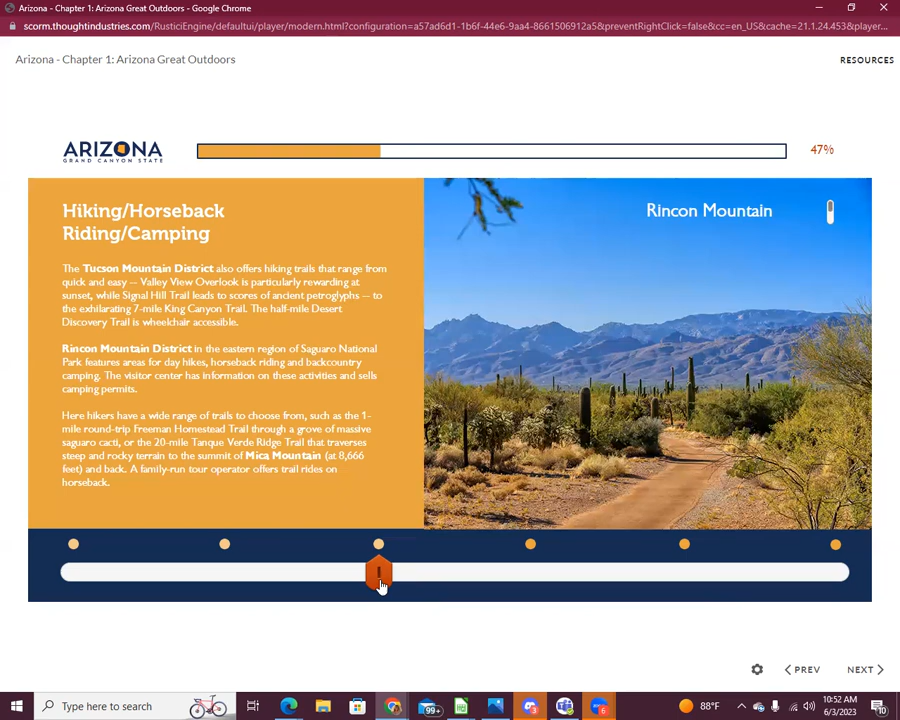 Arizona - Chapter 1: Arizona Great Outdoors - Google Chrome
scorm.thoughtindustries.com/RusticiEngine/defaultui/player/modern.html?configuration=a57ad6d1-1b6f-44e6-9aa4-8661506912a5&preventRightClick=false&cc=en_US&cache=21.1.24.453&player...
Arizona - Chapter 1: Arizona Great Outdoors
RESOURCES
ARIZONA
GRAND CANYON STATE
47%
Hiking/Horseback
Riding/Camping
The Tucson Mountain District also offers hiking trails that range from
quick and easy -- Valley View Overlook is particularly rewarding at
sunset, while Signal Hill Trail leads to scores of ancient petroglyphs -- to
the exhilarating 7-mile King Canyon Trail. The half-mile Desert
Discovery Trail is wheelchair accessible.
Rincon Mountain District in the eastern region of Saguaro National
Park features areas for day hikes, horseback riding and backcountry
camping. The visitor center has information on these activities and sells
camping permits.
Here hikers have a wide range of trails to choose from, such as the 1-
mile round-trip Freeman Homestead Trail through a grove of massive
saguaro cacti, or the 20-mile Tanque Verde Ridge Trail that traverses
steep and rocky terrain to the summit of Mica Mountain (at 8,666
feet) and back. A family-run tour operator offers trail rides on
horseback.
Rincon Mountain
PREV
NEXT
Type here to search
99+
3
6
88°F
10:52 AM
6/3/2023
10